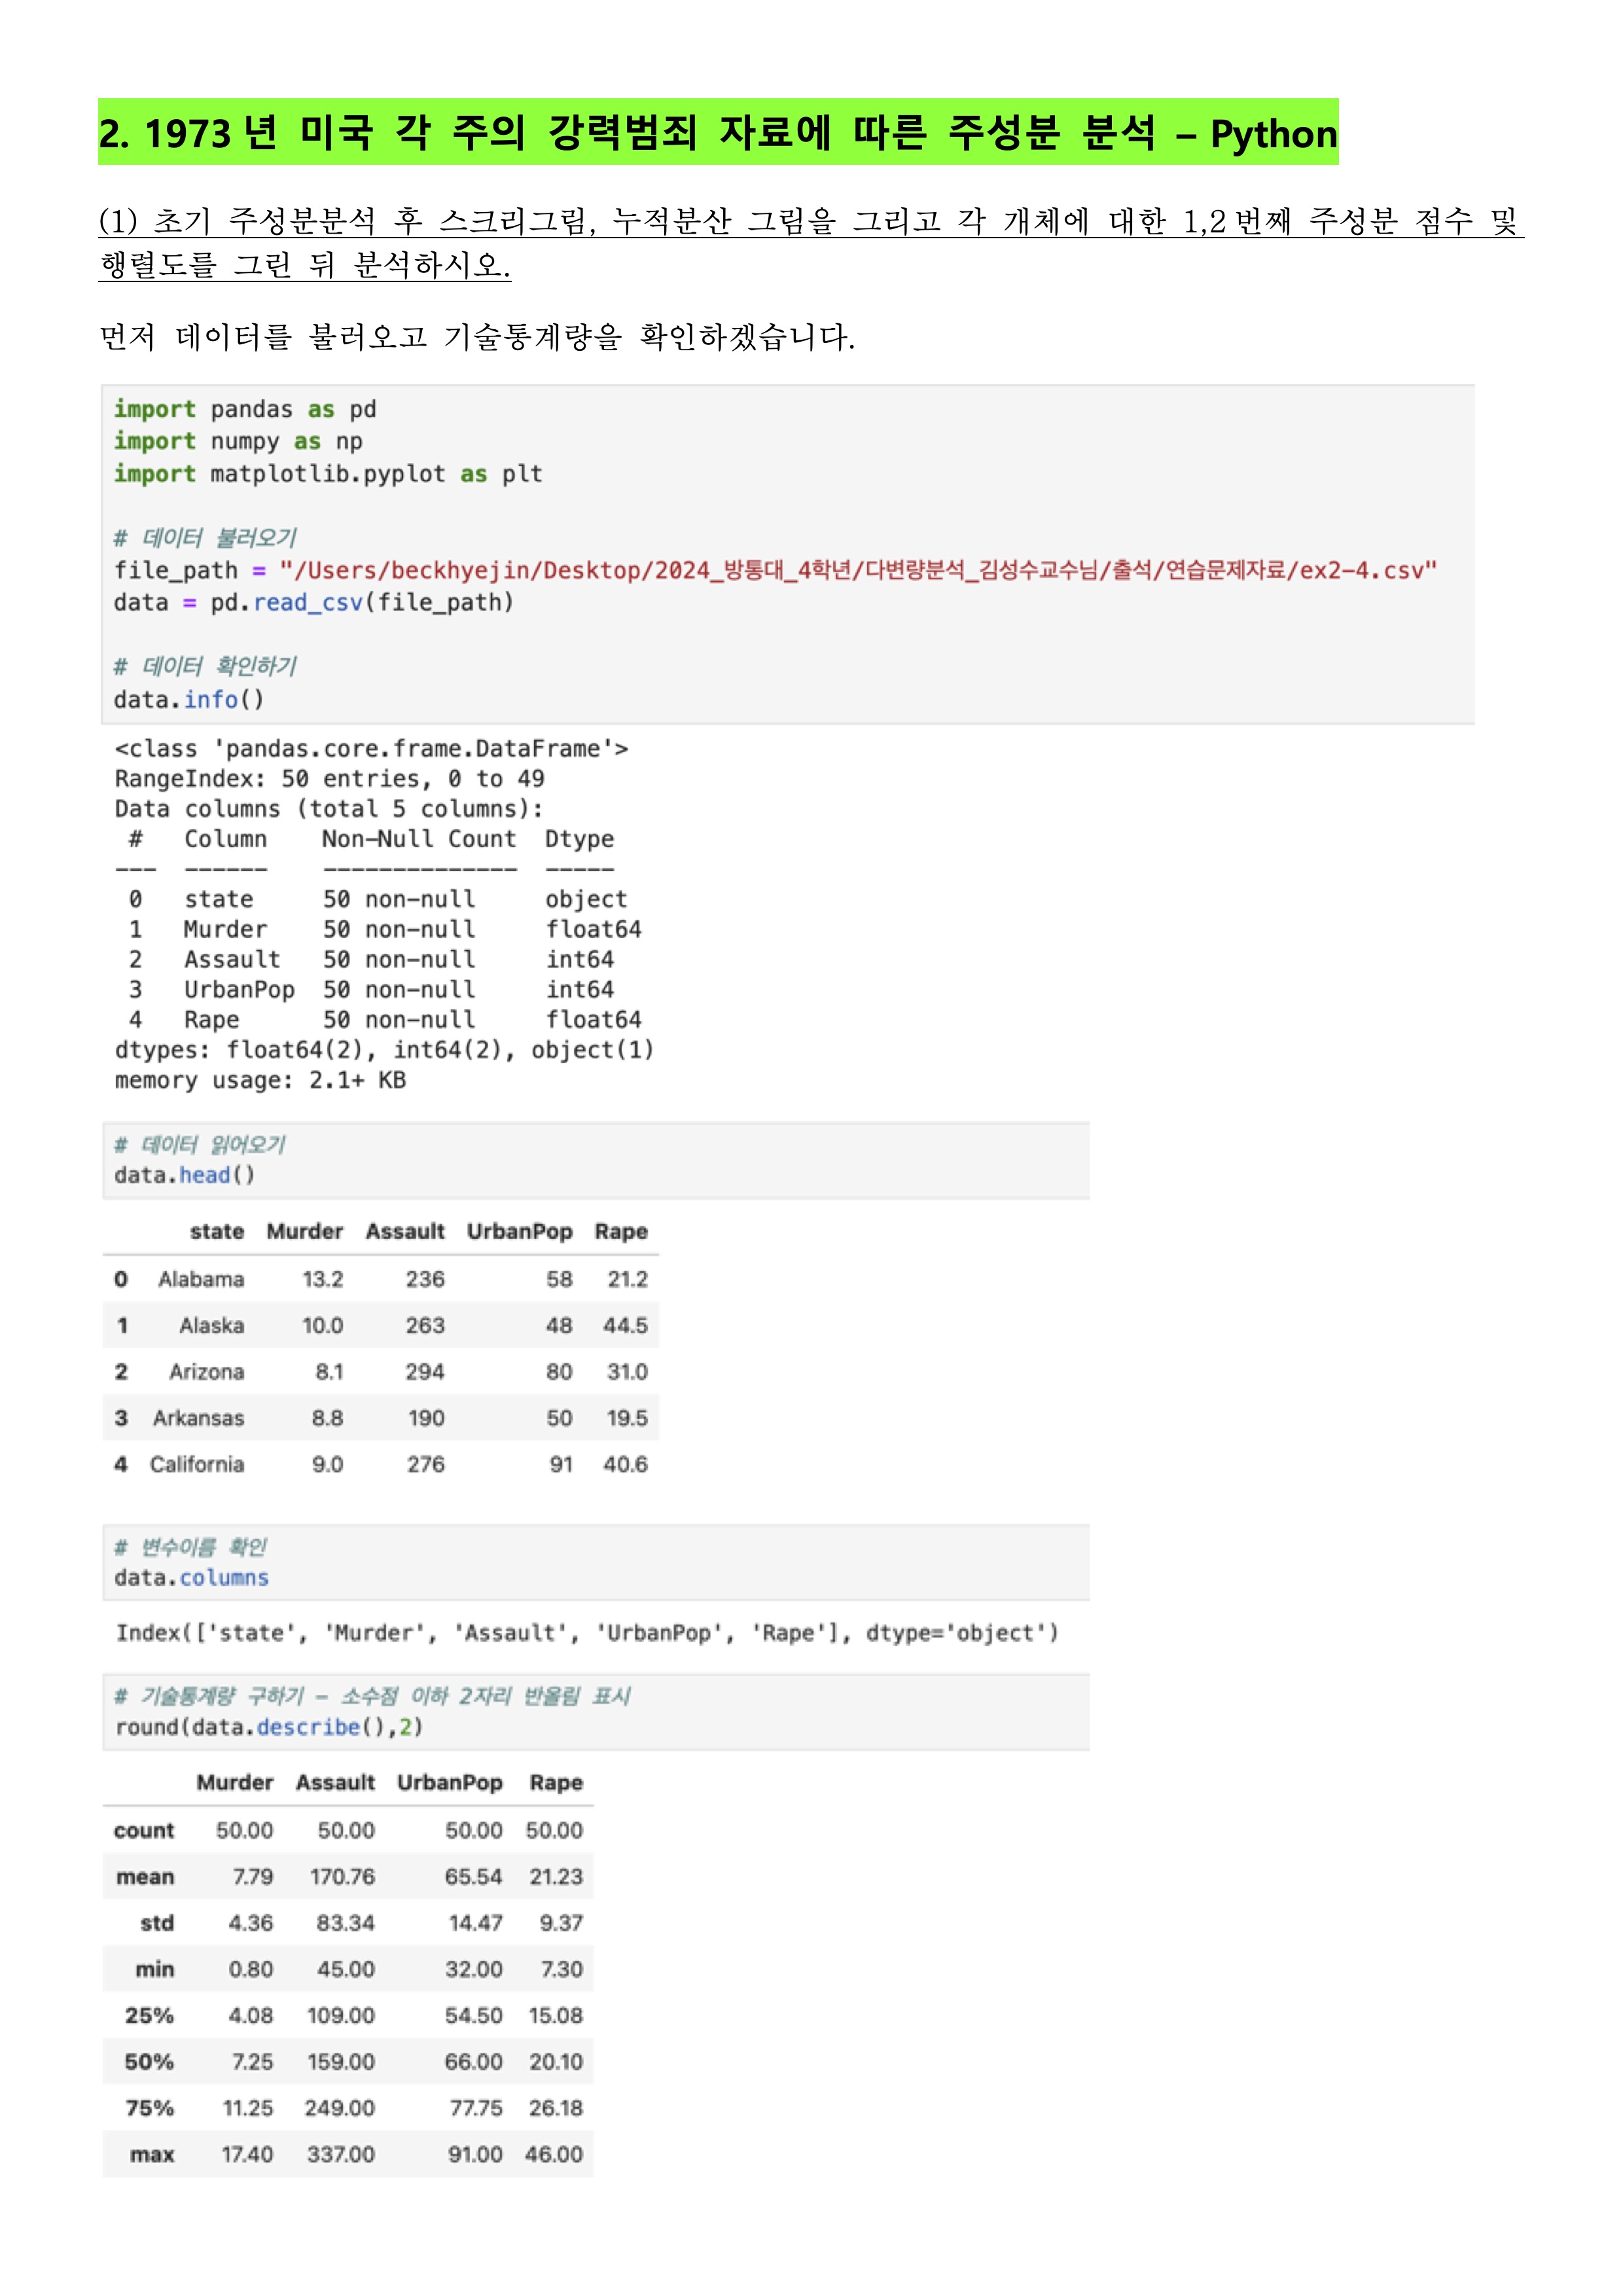 2. 1973년 미국 각 주의 강력범죄 자료에 따른 주성분 분석 – Python
(1) 초기 주성분분석 후 스크리그림, 누적분산 그림을 그리고 각 개체에 대한 1,2번째 주성분 점수 및
행렬도를 그린 뒤 분석하시오.
먼저 데이터를 불러오고 기술통계량을 확인하겠습니다.
import pandas as pd
import numpy as np
import matplotlib.pyplot as plt
# 데이터 불러오기
file_path = "/Users/beckhyejin/Desktop/2024_방통대_4학년/다변량분석_김성수교수님/출석/연습문제자료/ex2-4.csv"
data = pd.read_csv(file_path)
# 데이터 확인하기
data.info()
<class 'pandas.core.frame.DataFrame'>
RangeIndex: 50 entries, 0 to 49
Data columns (total 5 columns):
#   Column    Non-Null Count  Dtype
---  ------    --------------  -----
0   state     50 non-null     object
1   Murder    50 non-null     float64
2   Assault   50 non-null     int64
3   UrbanPop  50 non-null     int64
4   Rape      50 non-null     float64
dtypes: float64(2), int64(2), object(1)
memory usage: 2.1+ KB
# 데이터 읽어오기
data.head()
state Murder Assault UrbanPop Rape
0 Alabama 13.2 236 58 21.2
1 Alaska 10.0 263 48 44.5
2 Arizona 8.1 294 80 31.0
3 Arkansas 8.8 190 50 19.5
4 California 9.0 276 91 40.6
# 변수이름 확인
data.columns
Index(['state', 'Murder', 'Assault', 'UrbanPop', 'Rape'], dtype='object')
# 기술통계량 구하기 - 소수점 이하 2자리 반올림 표시
round(data.describe(),2)
Murder Assault UrbanPop Rape
count 50.00 50.00 50.00 50.00
mean 7.79 170.76 65.54 21.23
std 4.36 83.34 14.47 9.37
min 0.80 45.00 32.00 7.30
25% 4.08 109.00 54.50 15.08
50% 7.25 159.00 66.00 20.10
75% 11.25 249.00 77.75 26.18
max 17.40 337.00 91.00 46.00